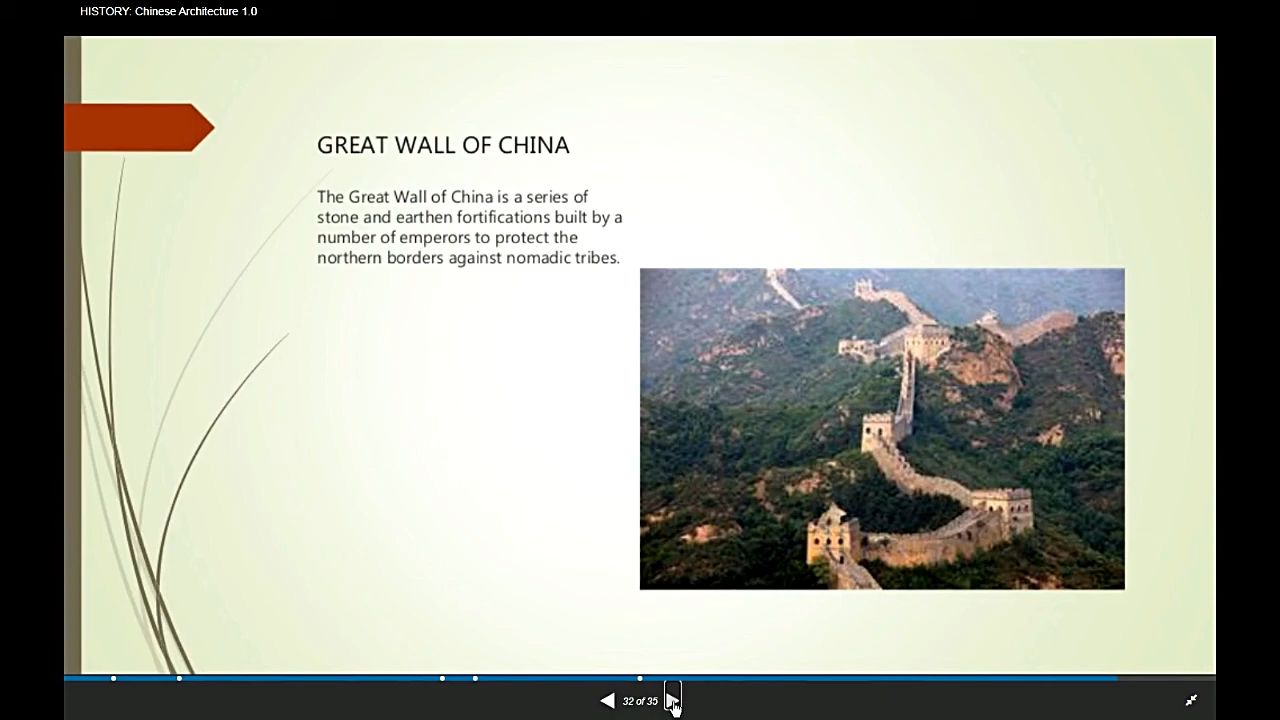 HISTORY: Chinese Architecture 1.0
GREAT WALL OF CHINA
The Great Wall of China is a series of
stone and earthen fortifications built by a
number of emperors to protect the
northern borders against nomadic tribes.
32 of 35